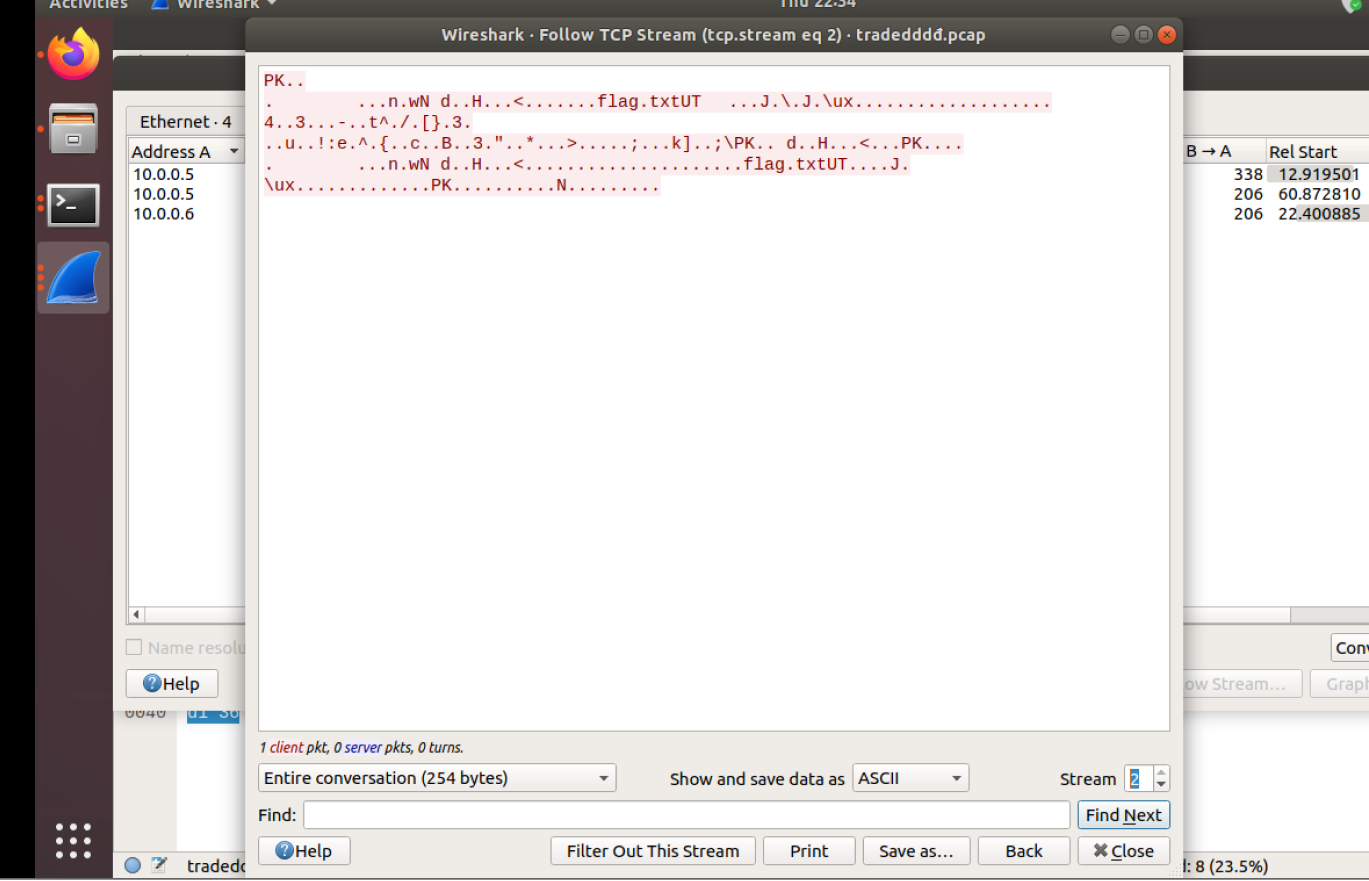 Activities Wireshark Thu 22:54
Wireshark · Follow TCP Stream (tcp.stream eq 2) · tradedddd.pcap
PK..
. ...n.wN d..H...<.......flag.txtUT ...J.\.J.\ux...................
4..3...-..t^./.[}.3.
..u..!:e.^.{..c..B..3."..*...>.....;...k]..;\PK.. d..H...<...PK....
. ...n.wN d..H...<.....................flag.txtUT....J.
\ux.............PK..........N.........
Ethernet · 4
Address A B → A Rel Start
10.0.0.5 338 12.919501
10.0.0.5 206 60.872810
10.0.0.6 206 22.400885
Name resolu
Help
Conv
ow Stream… Graph
0040 d1 36
1 client pkt, 0 server pkts, 0 turns.
Entire conversation (254 bytes) Show and save data as ASCII Stream 2
Find: Find Next
Help Filter Out This Stream Print Save as… Back Close
tradedd d: 8 (23.5%)